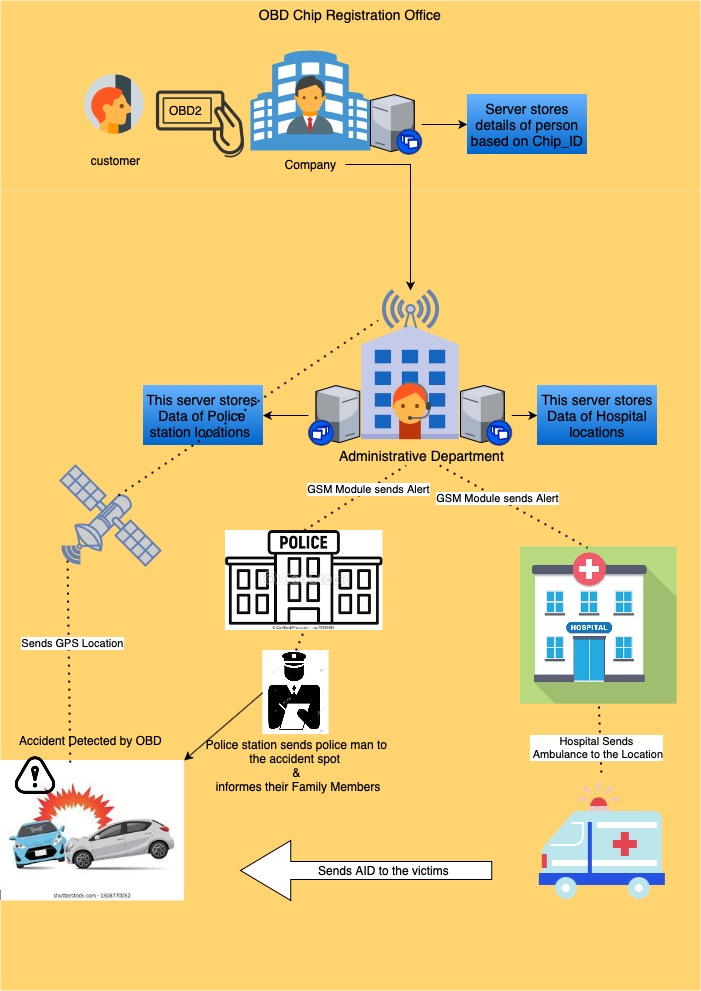 OBD Chip Registration Office
OBD2
customer
Company
Server stores
details of person
based on Chip_ID
This server stores
Data of Police
station locations
This server stores
Data of Hospital
locations
Administrative Department
GSM Module sends Alert
GSM Module sends Alert
POLICE
HOSPITAL
Sends GPS Location
Accident Detected by OBD
Police station sends police man to
the accident spot
&
informes their Family Members
Hospital Sends
Ambulance to the Location
Sends AID to the victims
shutterstock.com · 1508770052